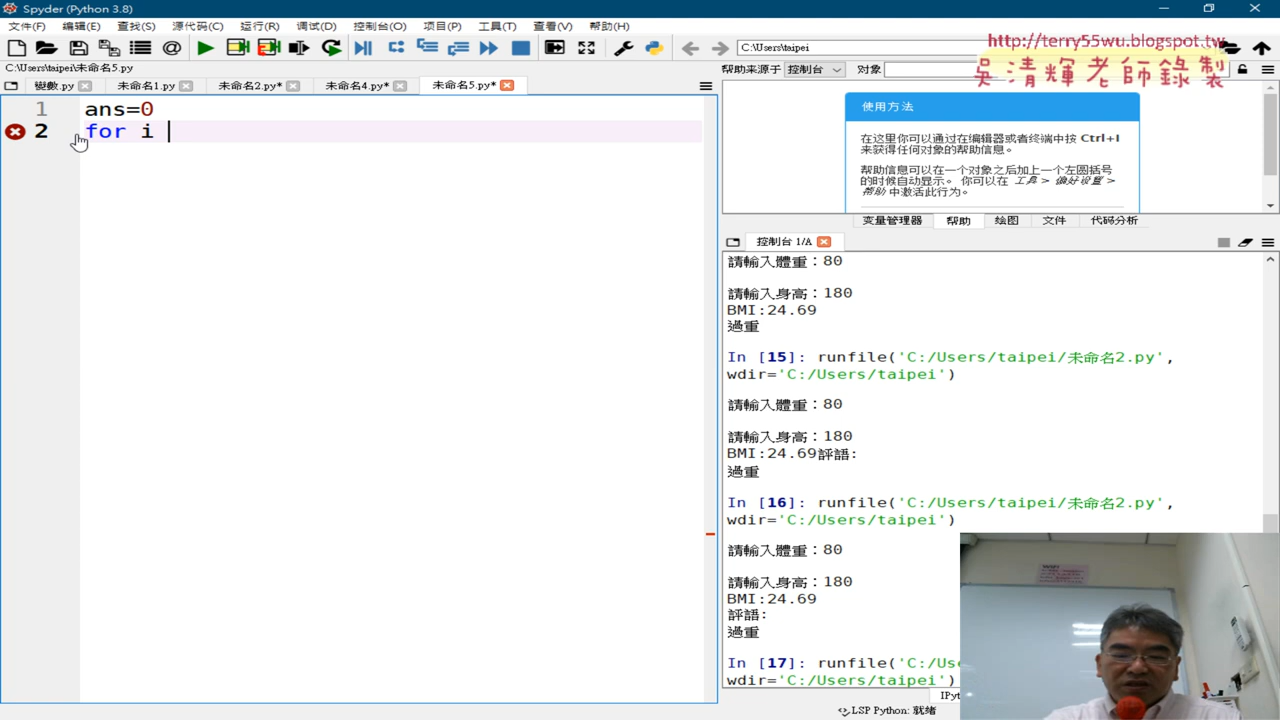 Spyder (Python 3.8)
文件(F) 编辑(E) 查找(S) 源代码(C) 运行(R) 调试(D) 控制台(O) 项目(P) 工具(T) 查看(V) 帮助(H)
C:\Users\taipei
http://terry55wu.blogspot.tw
吳清輝老師錄製
C:\Users\taipei\未命名5.py
變數.py 未命名1.py 未命名2.py* 未命名4.py* 未命名5.py*
帮助来源于 控制台 对象
1 ans=0
2 for i
使用方法
在这里你可以通过在编辑器或者终端中按 Ctrl+I
来获得任何对象的帮助信息。
帮助信息可以在一个对象之后加上一个左圆括号
的时候自动显示。 你可以在 工具 > 偏好设置 >
帮助 中激活此行为。
变量管理器 帮助 绘图 文件 代码分析
控制台 1/A
請輸入體重：80
請輸入身高：180
BMI:24.69
過重
In [15]: runfile('C:/Users/taipei/未命名2.py',
wdir='C:/Users/taipei')
請輸入體重：80
請輸入身高：180
BMI:24.69評語:
過重
In [16]: runfile('C:/Users/taipei/未命名2.py',
wdir='C:/Users/taipei')
請輸入體重：80
請輸入身高：180
BMI:24.69
評語:
過重
In [17]: runfile('C:/Us
wdir='C:/Users/taipei')
IPyt
LSP Python: 就绪